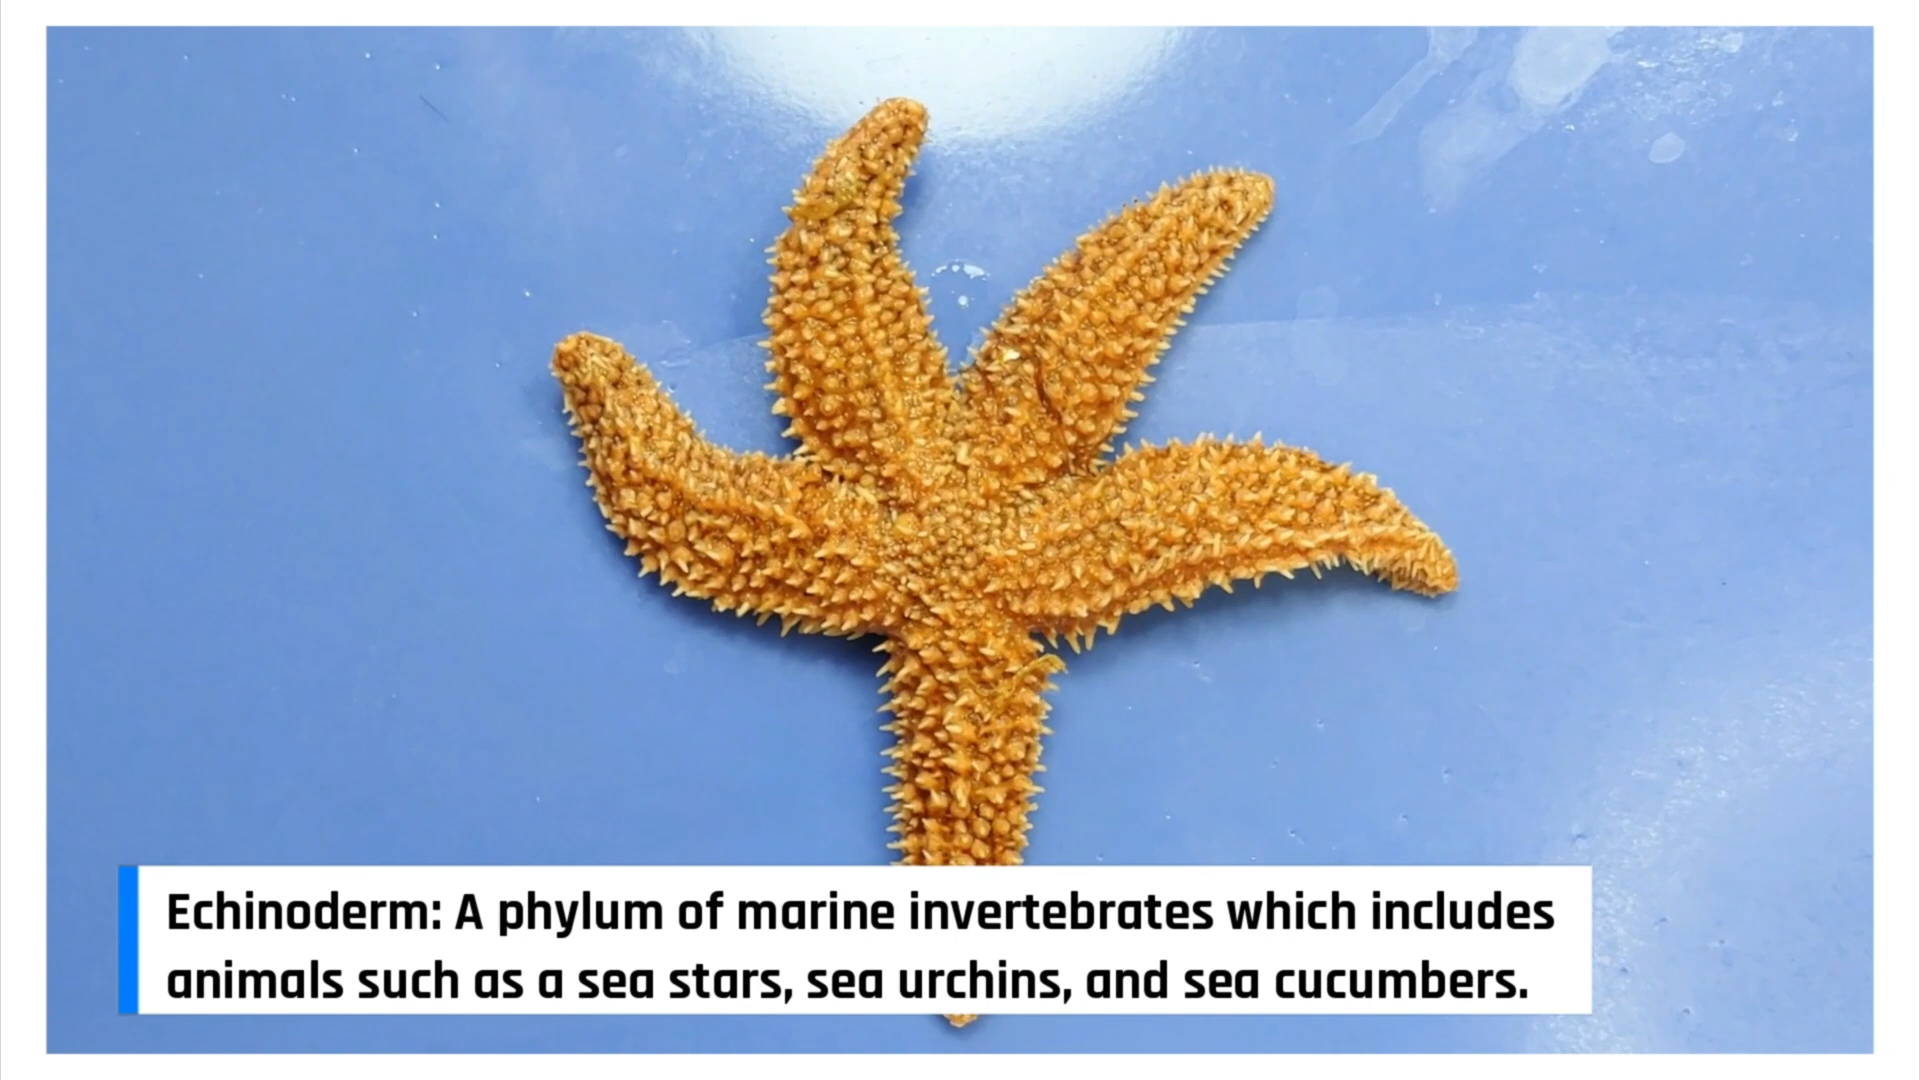 Echinoderm: A phylum of marine invertebrates which includes
animals such as a sea stars, sea urchins, and sea cucumbers.